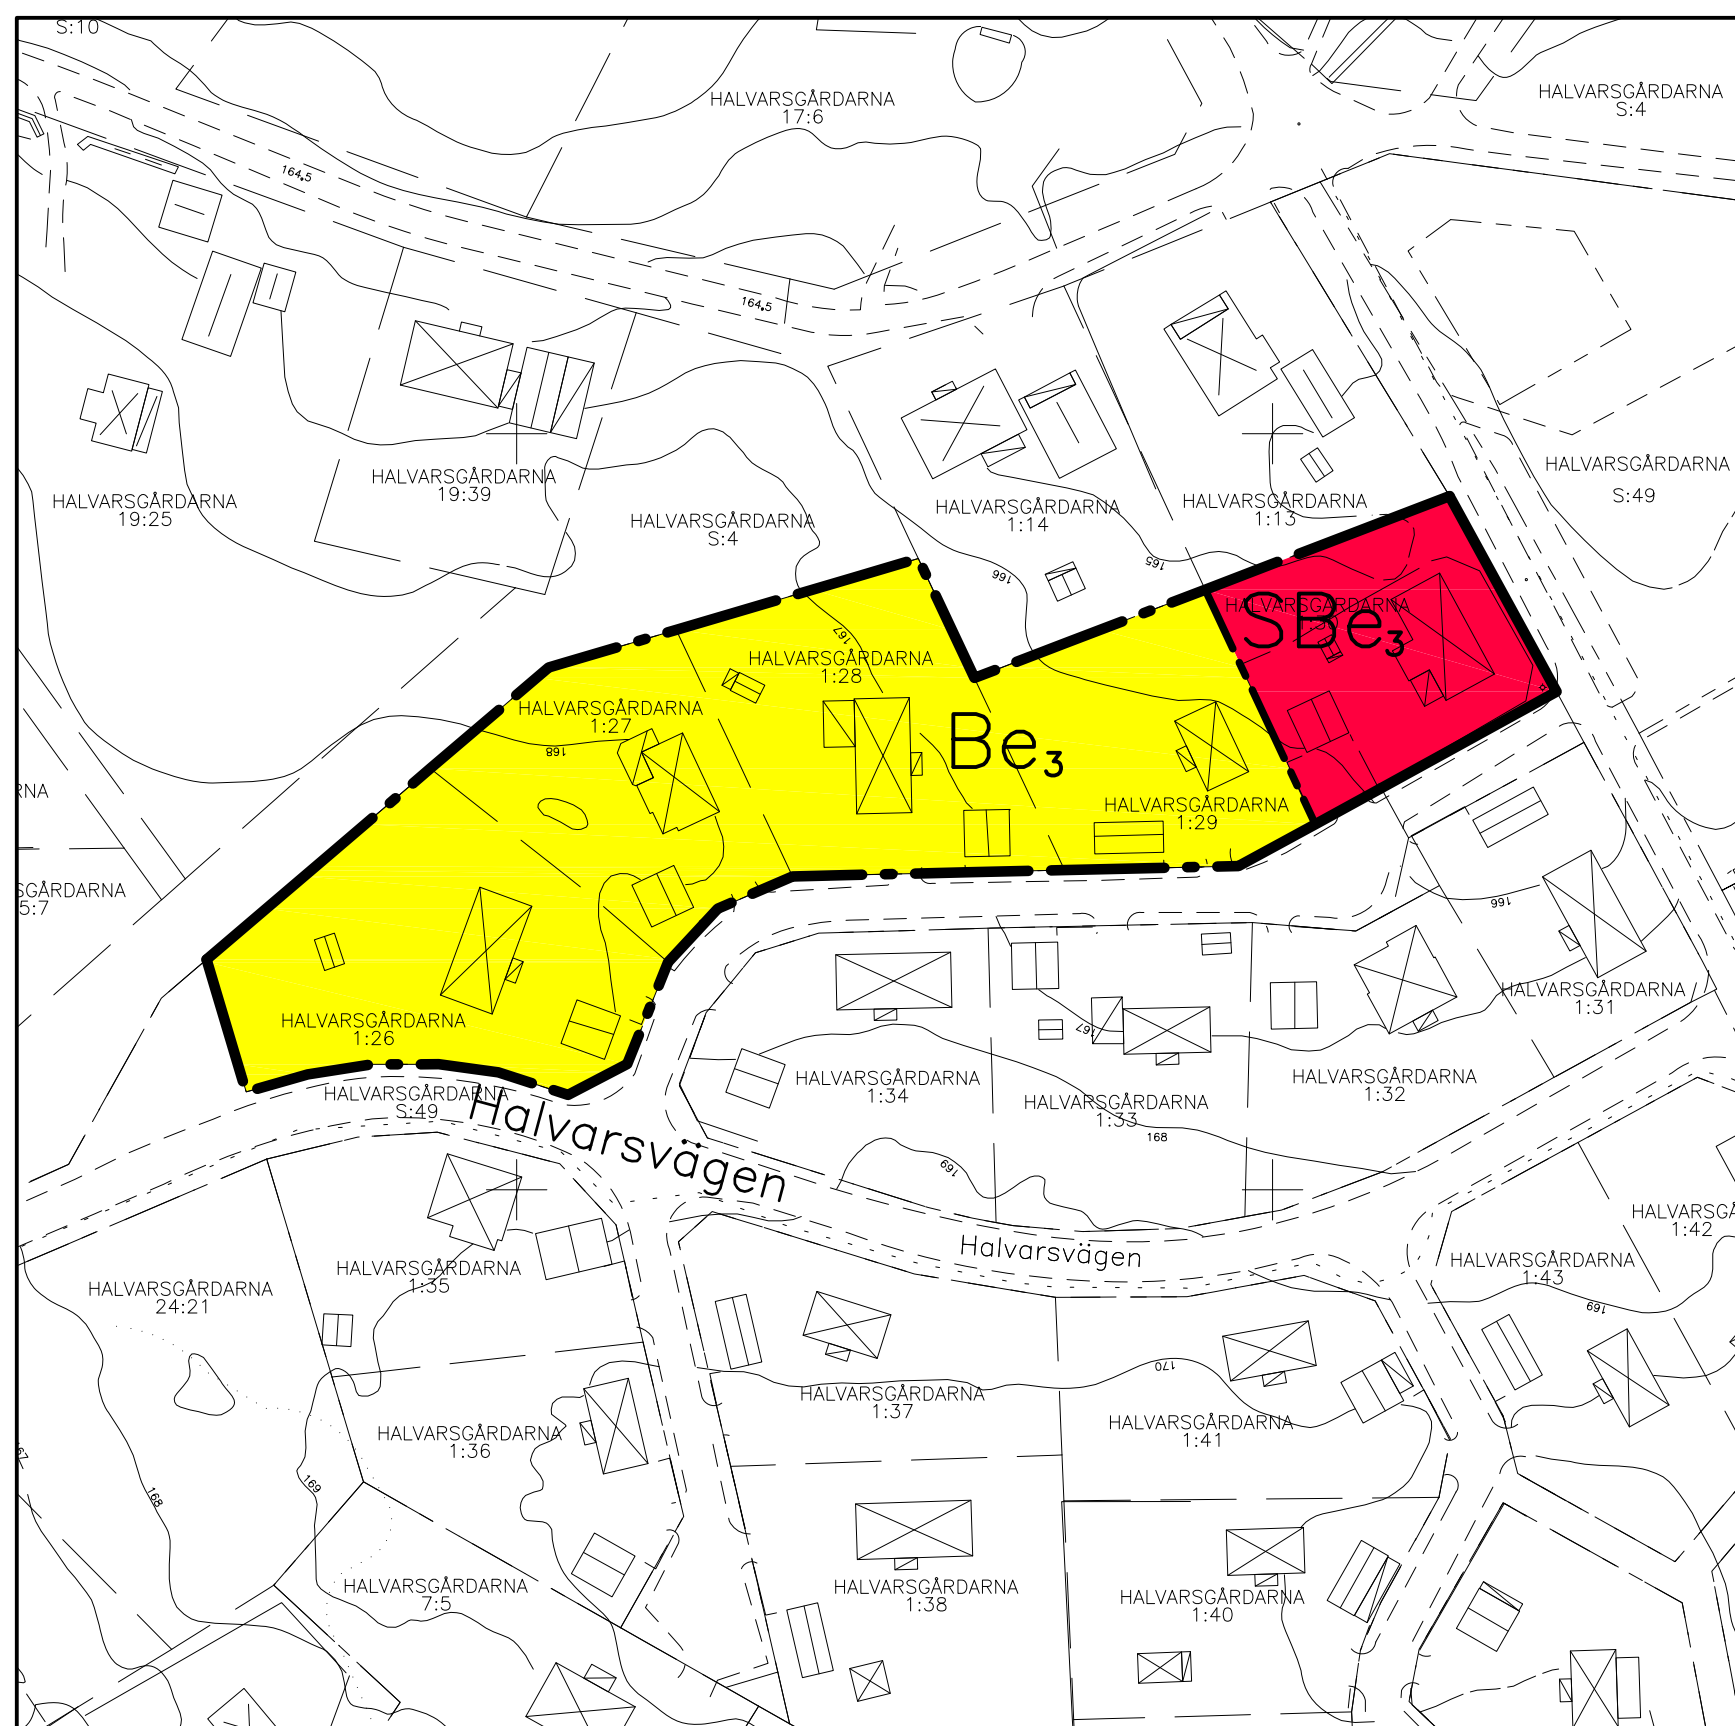 S:10
HALVARSGÅRDARNA
17:6
HALVARSGÅRDARNA
S:4
164.5
164.5
HALVARSGÅRDARNA
19:25
HALVARSGÅRDARNA
19:39
HALVARSGÅRDARNA
S:4
HALVARSGÅRDARNA
1:14
HALVARSGÅRDARNA
1:13
HALVARSGÅRDARNA
S:49
166
165
167
168
HALVARSGÅRDARNA
SBe3
HALVARSGÅRDARNA
1:28
HALVARSGÅRDARNA
1:27
Be3
HALVARSGÅRDARNA
1:29
RNA
SGÅRDARNA
5:7
166
HALVARSGÅRDARNA
1:26
HALVARSGÅRDARNA
1:31
167
HALVARSGÅRDARNA
S:49
Halvarsvägen
HALVARSGÅRDARNA
1:34
HALVARSGÅRDARNA
1:33
HALVARSGÅRDARNA
1:32
168
169
HALVARSGÅRDARNA
24:21
HALVARSGÅRDARNA
1:35
Halvarsvägen
HALVARSGÅRDARNA
1:43
HALVARSGÅ
1:42
169
170
HALVARSGÅRDARNA
1:36
HALVARSGÅRDARNA
1:37
HALVARSGÅRDARNA
1:41
67
168
169
HALVARSGÅRDARNA
7:5
HALVARSGÅRDARNA
1:38
HALVARSGÅRDARNA
1:40